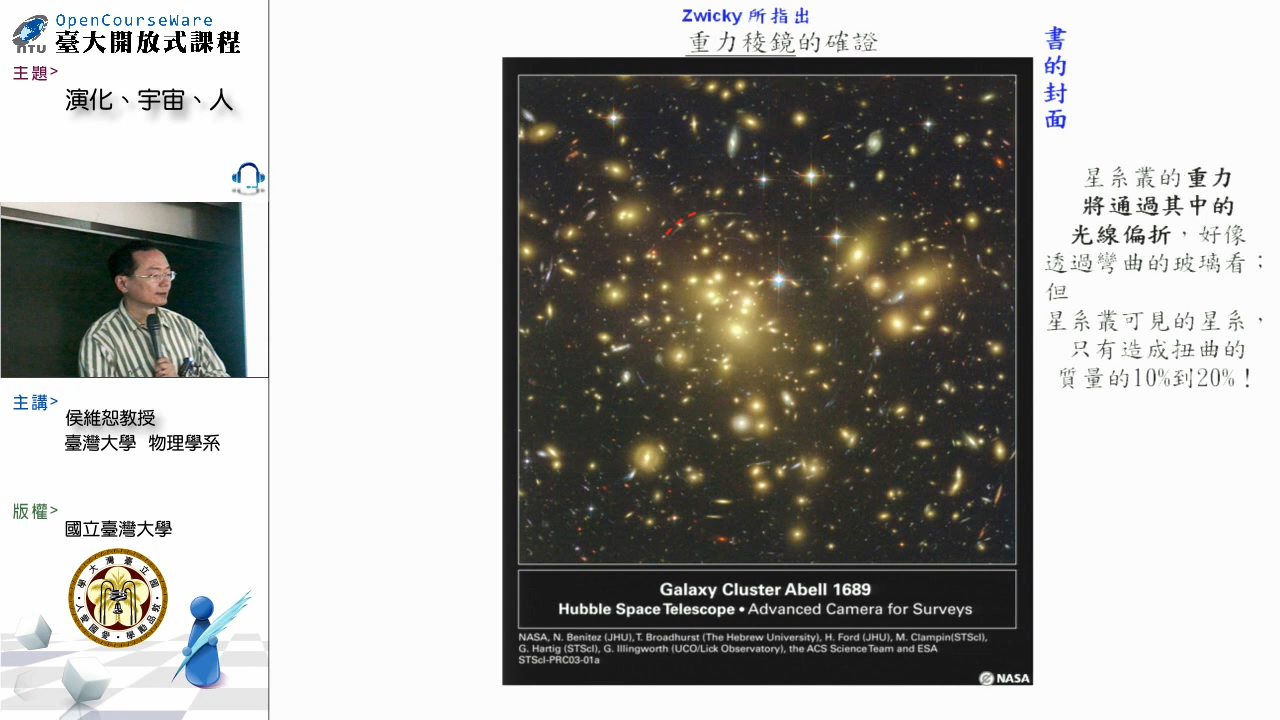 OpenCourseWare
NTU
臺大開放式課程
主題>
演化、宇宙、人
主講>
侯維恕教授
臺灣大學 物理學系
版權>
國立臺灣大學
Zwicky 所指出
重力稜鏡的確證
書的封面
星系叢的重力
將通過其中的
光線偏折，好像
透過彎曲的玻璃看；
但
星系叢可見的星系，
只有造成扭曲的
質量的10%到20%！
Galaxy Cluster Abell 1689
Hubble Space Telescope • Advanced Camera for Surveys
NASA, N. Benitez (JHU), T. Broadhurst (The Hebrew University), H. Ford (JHU), M. Clampin(STScI),
G. Hartig (STScI), G. Illingworth (UCO/Lick Observatory), the ACS Science Team and ESA
STScI-PRC03-01a
NASA